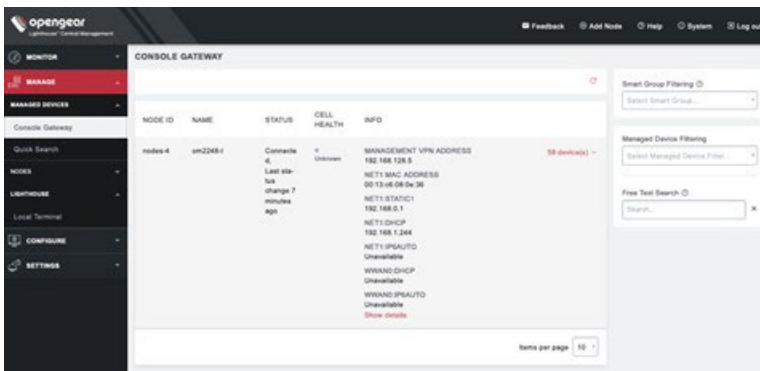 opengear
Lighthouse Central Management
Feedback
Add Node
Help
System
Log out
MONITOR
MANAGE
MANAGED DEVICES
Console Gateway
Quick Search
NODES
LIGHTHOUSE
Local Terminal
CONFIGURE
SETTINGS
CONSOLE GATEWAY
NODE ID
NAME
STATUS
CELL
HEALTH
INFO
nodes-4
om2248-l
Connecte
d,
Last sta-
tus
change 7
minutes
ago
Unknown
MANAGEMENT VPN ADDRESS
192.168.128.5
NET1 MAC ADDRESS
00:13:c6:08:0e:36
NET1:STATIC1
192.168.0.1
NET1:DHCP
192.168.1.244
NET1:IP6AUTO
Unavailable
WWAN0:DHCP
Unavailable
WWAN0:IP6AUTO
Unavailable
Show details
58 device(s)
Items per page
10
Smart Group Filtering
Select Smart Group...
Managed Device Filtering
Select Managed Device Filter...
Free Text Search
Search...